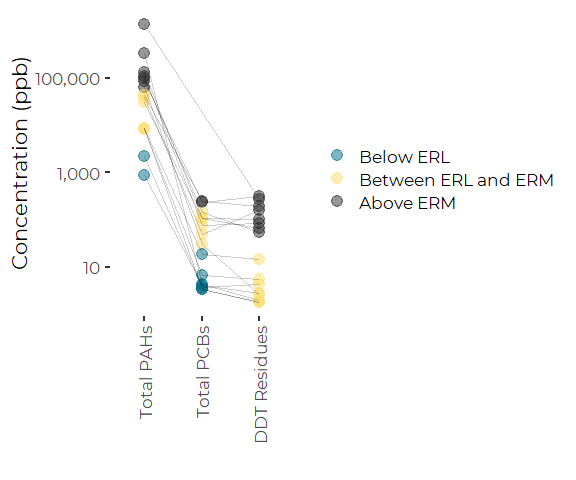 Concentration (ppb)
100,000
1,000
10
Total PAHs
Total PCBs
DDT Residues
Below ERL
Between ERL and ERM
Above ERM